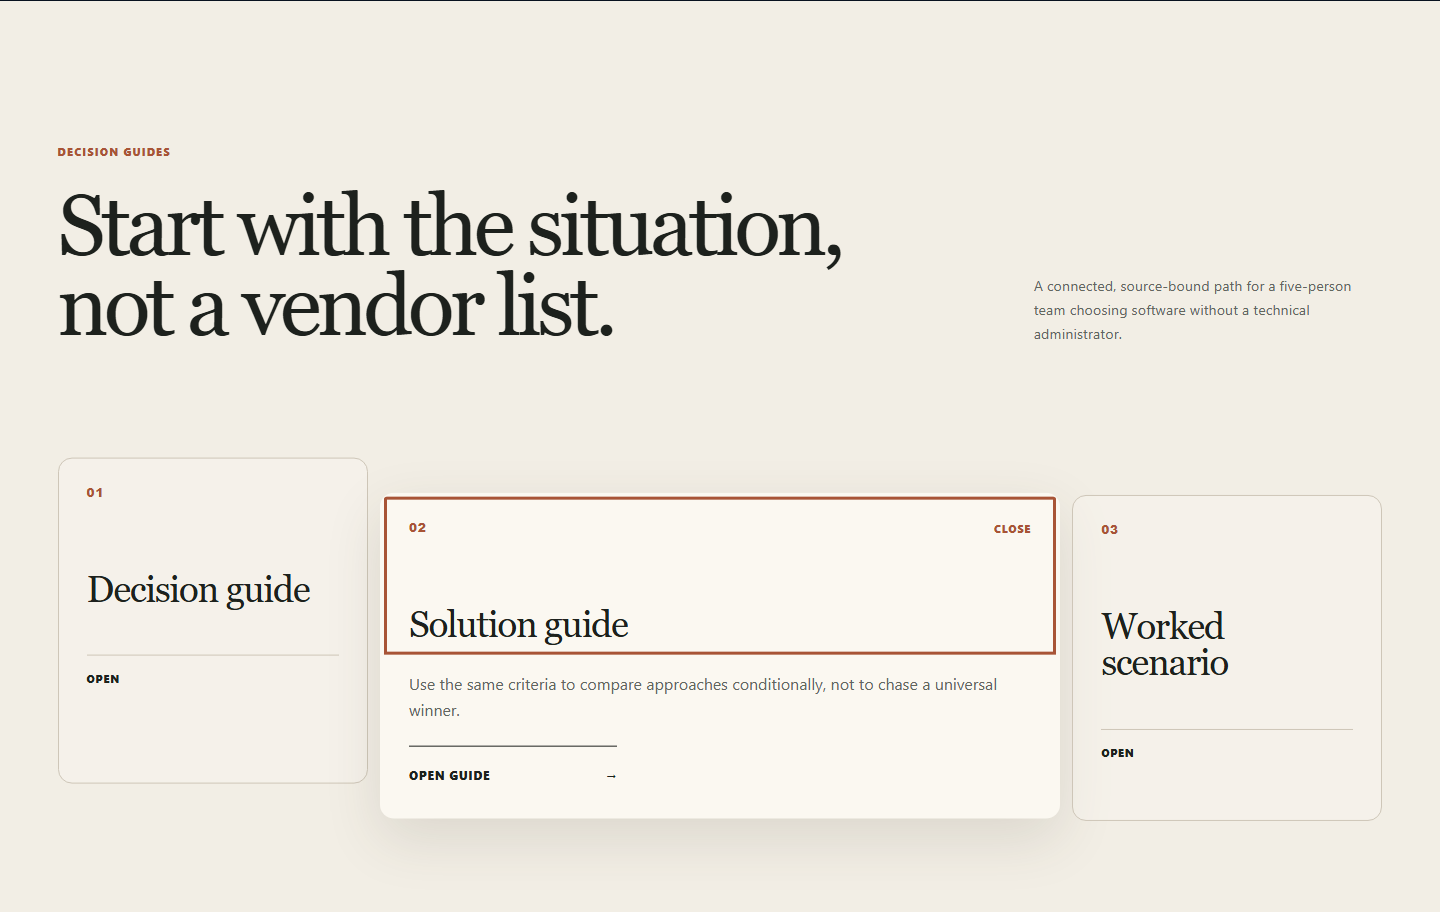 DECISION GUIDES
Start with the situation,
not a vendor list.
A connected, source-bound path for a five-person
team choosing software without a technical
administrator.
01
Decision guide
OPEN
02
CLOSE
Solution guide
Use the same criteria to compare approaches conditionally, not to chase a universal
winner.
OPEN GUIDE →
03
Worked
scenario
OPEN